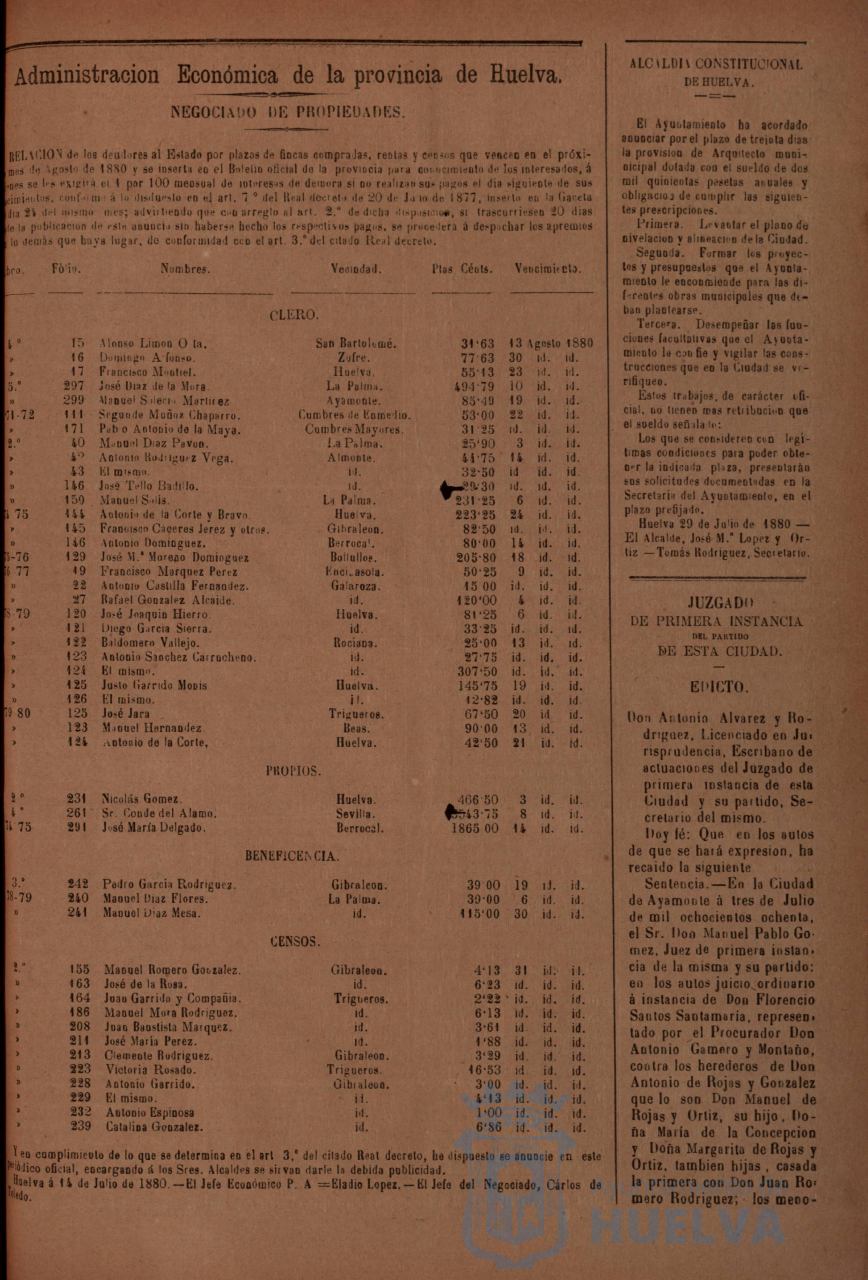 Administracion Económica de la provincia de Huelva.
NEGOCIADO DE PROPIEDADES.
RELACION de los deudores al Estado por plazos de fincas compradas, rentas y censos que vencen en el próxi-
mes de Agosto de 1880 y se inserta en el Boletin oficial de la provincia para conocimiento de los interesados, á
nes se les exigirá el 1 por 100 mensual de intereses de demora si no realizan sus pagos el dia siguiente de sus
cimientos, conforme á lo dispuesto en el art. 7.º del Real decreto de 20 de Junio de 1877, inserto en la Gaceta
dia 24 del mismo mes; advirtiendo que con arreglo al art. 2.º de dicha disposicion, si trascurriesen 20 dias
de la publicacion de este anuncio sin haberse hecho los respectivos pagos, se procederá á despachar los apremios
lo demás que haya lugar, de conformidad con el art. 3.º del citado Real decreto.
bro. Fólio. Nombres. Vecindad. Ptas Cénts. Vencimiento.
CLERO.
4.º 15 Alonso Limon San Bartolomé. 31'63 13 Agosto 1880
» 16 Domingo Afonso. Zufre. 77'63 30 id. id.
» 17 Francisco Montiel. Huelva. 55'13 23 id. id.
5.º 297 José Diaz de la Mora. La Palma. 494'79 10 id. id.
» 299 Manuel Solecio Martinez Ayamonte. 85'49 19 id. id.
71-72 111 Segundo Muñoz Chaparro. Cumbres de Enmedio. 53'00 22 id. id.
» 171 Pablo Antonio de la Maya. Cumbres Mayores. 31'25 id. id. id.
2.º 40 Manuel Diaz Pavon. La Palma. 25'90 3 id. id.
» 42 Antonio Rodriguez Vega. Almonte. 44'75 14 id. id.
» 43 El mismo. id. 32'50 id id. id.
» 146 José Tello Badillo. id. 29'30 id. id. id.
» 159 Manuel Solis. La Palma. 231'25 6 id. id.
75 144 Antonio de la Corte y Bravo. Huelva. 223'25 24 id. id.
» 145 Francisco Cáceres Jerez y otros. Gibraleon. 82'50 id. id. id.
» 146 Antonio Dominguez. Berrocal. 80'00 14 id. id.
-76 129 José M.ª Moreno Dominguez Bollullos. 205'80 18 id. id.
77 19 Francisco Marquez Perez Encinasola. 50'25 9 id. id.
» 22 Antonio Castilla Fernandez. Galaroza. 15 00 id. id. id.
» 27 Rafael Gonzalez Alcaide. id. 120'00 4 id. id.
78-79 120 José Joaquin Hierro Huelva. 81'25 6 id. id.
» 121 Diego Garcia Sierra. id. 33'25 id. id. id.
» 122 Baldomero Vallejo. Rociana. 25'00 13 id. id.
» 123 Antonio Sanchez Carrucheno. id. 27'75 id. id. id.
» 124 El mismo. id. 307'50 id. id. id.
» 125 Justo Garrido Monis Huelva. 145'75 19 id. id.
» 126 El mismo. id. 12'82 id. id. id.
79 80 125 José Jara Trigueros. 67'50 20 id id.
» 123 Manuel Hernandez Beas. 90'00 13 id. id.
» 124 Antonio de la Corte, Huelva. 42'50 21 id. id.
PROPIOS.
2.º 231 Nicolás Gomez. Huelva. 466'50 3 id. id.
4.º 261 Sr. Conde del Alamo. Sevilla. 543'75 8 id. id.
74 75 291 José María Delgado. Berrocal. 1865 00 14 id. id.
BENEFICENCIA.
3.º 242 Pedro Garcia Rodriguez. Gibraleon. 39 00 19 id. id.
78-79 240 Manuel Diaz Flores. La Palma. 39'00 6 id. id.
» 241 Manuel Diaz Mesa. id. 115'00 30 id. id.
CENSOS.
2.º 155 Manuel Romero Gonzalez. Gibraleon. 4'13 31 id. id.
» 163 José de la Rosa. id. 6'23 id. id. id.
» 164 Juan Garrido y Compañia. Trigueros. 2'22 id. id. id.
» 186 Manuel Mora Rodriguez. id. 6'13 id. id. id.
» 208 Juan Baustista Marquez. id. 3'61 id. id. id.
» 211 José María Perez. id. 1'88 id. id. id.
» 213 Clemente Rodriguez. Gibraleon. 3'29 id. id. id.
» 223 Victoria Rosado. Trigueros. 16'53 id. id. id.
» 228 Antonio Garrido. Gibraleon. 3'00 id. id. id.
» 229 El mismo. id. 4'13 id. id. id.
» 232 Antonio Espinosa id. 1'00 id. id. id.
» 239 Catalina Gonzalez. id. 6'86 id. id. id.
Y en cumplimiento de lo que se determina en el art 3.º del citado Real decreto, he dispuesto se anuncie en este
riódico oficial, encargando á los Sres. Alcaldes se sirvan darle la debida publicidad.
Huelva á 14 de Julio de 1880.—El Jefe Económico P. A =Eladio Lopez.—El Jefe del Negociado, Cárlos de
Toledo.
ALCALDIA CONSTITUCIONAL
DE HUELVA.
El Ayuntamiento ha acordado
anunciar por el plazo de treinta dias
la provision de Arquitecto muni-
cipal dotada con el sueldo de dos
mil quinientas pesetas anuales y
obligacion de cumplir las siguien-
tes prescripciones.
Primera. Levantar el plano de
nivelacion y alineacion de la Ciudad.
Segunda. Formar los proyec-
tos y presupuestos que el Ayunta-
miento le encomiende para las di-
ferentes obras municipales que de-
ban plantearse.
Tercera. Desempeñar las fun-
ciones facultativas que el Ayunta-
miento le confie y vigilar las cons-
trucciones que en la Ciudad se ve-
rifiqueo.
Estos trabajos, de carácter ofi-
cial, no tienen mas retribucion que
el sueldo señalado:
Los que se consideren con legí-
timas condiciones para poder obte-
ner la indicada plaza, presentarán
sus solicitudes documentadas en la
Secretaria del Ayuntamiento, en el
plazo prefijado.
Huelva 29 de Julio de 1880 —
El Alcalde, José M.ª Lopez y Or-
tiz —Tomás Rodriguez, Secretario.
JUZGADO
DE PRIMERA INSTANCIA
DEL PARTIDO
DE ESTA CIUDAD.
EDICTO.
Don Antonio Alvarez y Ro-
driguez, Licenciado en Ju-
risprudencia, Escribano de
actuaciones del Juzgado de
primera instancia de esta
Ciudad y su partido, Se-
cretario del mismo.
Doy fé: Que en los autos
de que se hará expresion, ha
recaido la siguiente
Sentencia.—En la Ciudad
de Ayamonte á tres de Julio
de mil ochocientos ochenta,
el Sr. Don Manuel Pablo Go-
mez, Juez de primera instan-
cia de la misma y su partido;
en los autos juicio ordinario
á instancia de Don Florencio
Santos Santamaría, represen-
tado por el Procurador Don
Antonio Gamero y Montaño,
contra los herederos de Don
Antonio de Rojas y Gonzalez
que lo son Don Manuel de
Rojas y Ortiz, su hijo, Do-
ña María de la Concepcion
y Doña Margarita de Rojas y
Ortiz, tambien hijas, casada
la primera con Don Juan Ro-
mero Rodriguez; los meno-
HUELVA